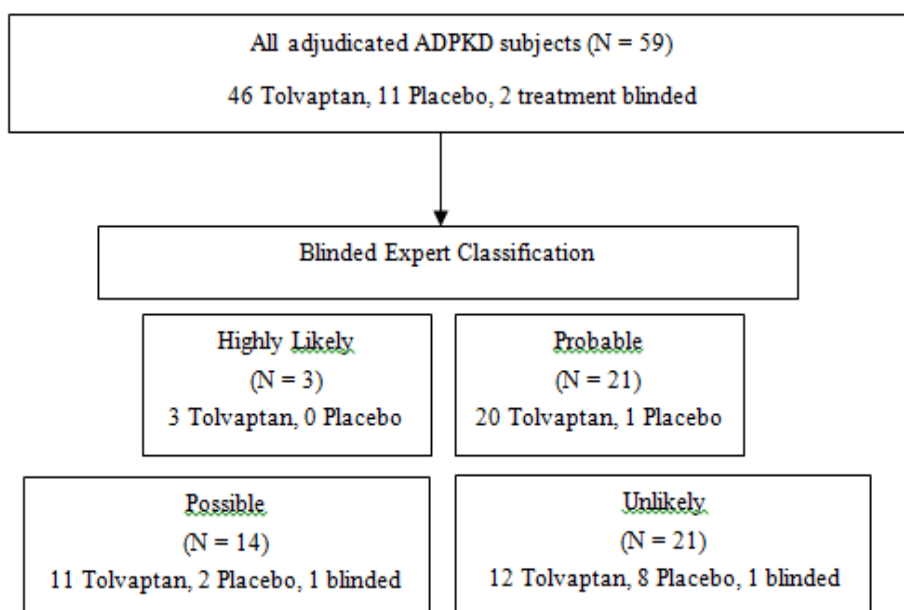 All adjudicated ADPKD subjects (N = 59)
46 Tolvaptan, 11 Placebo, 2 treatment blinded
Blinded Expert Classification
Highly Likely
(N = 3)
3 Tolvaptan, 0 Placebo
Probable
(N = 21)
20 Tolvaptan, 1 Placebo
Possible
(N = 14)
11 Tolvaptan, 2 Placebo, 1 blinded
Unlikely
(N = 21)
12 Tolvaptan, 8 Placebo, 1 blinded